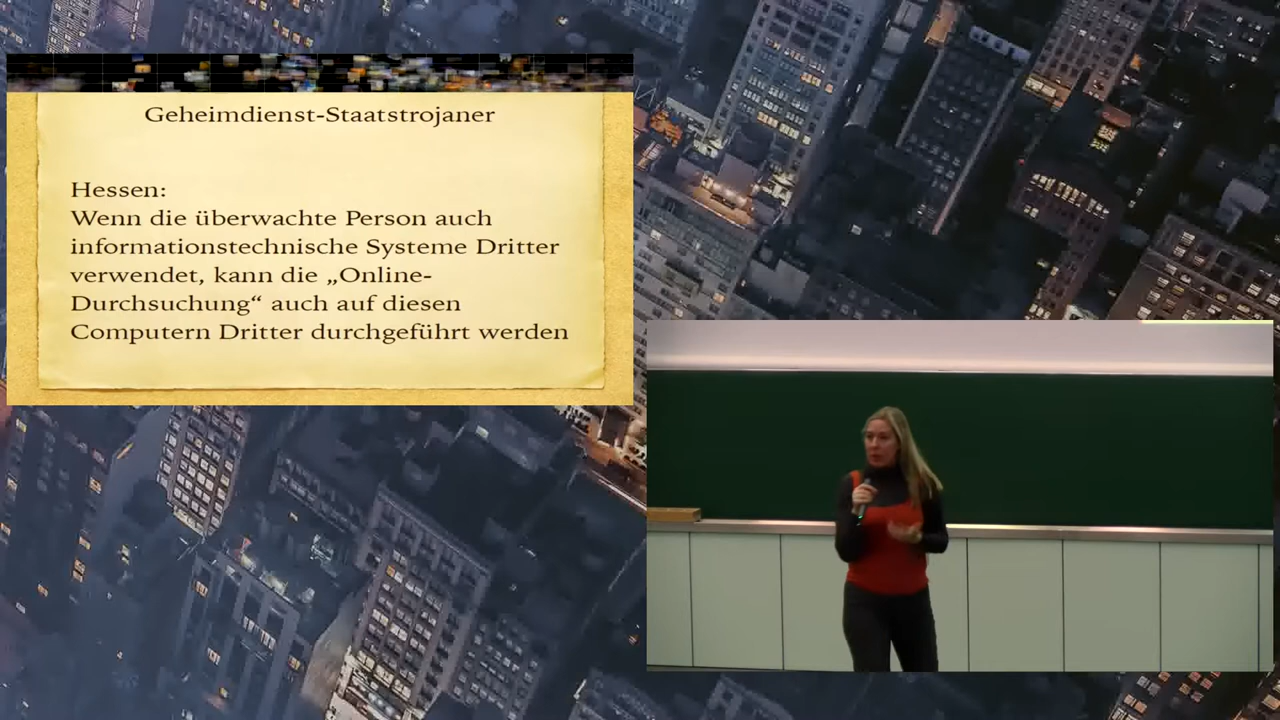 Geheimdienst-Staatstrojaner
Hessen:
Wenn die überwachte Person auch
informationstechnische Systeme Dritter
verwendet, kann die „Online-
Durchsuchung“ auch auf diesen
Computern Dritter durchgeführt werden